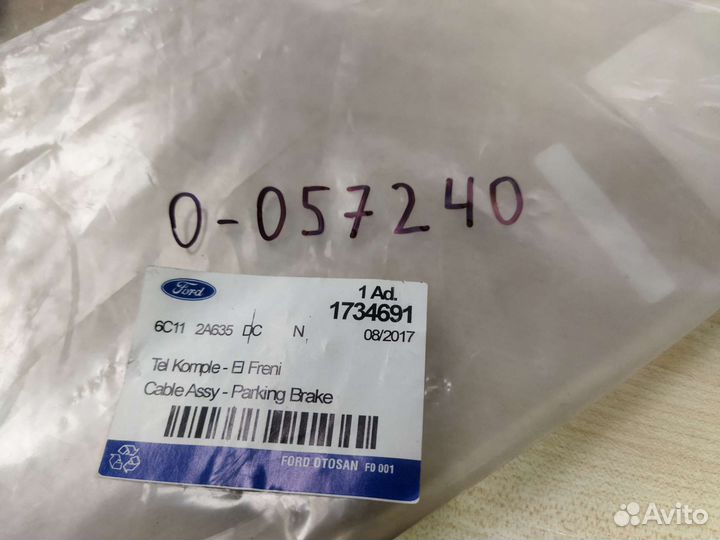 0-057240
Ford
1 Ad.
1734691
6C11 2A635 DC N,
08/2017
Tel Komple - El Freni
Cable Assy - Parking Brake
FORD OTOSAN F0 001
Avito